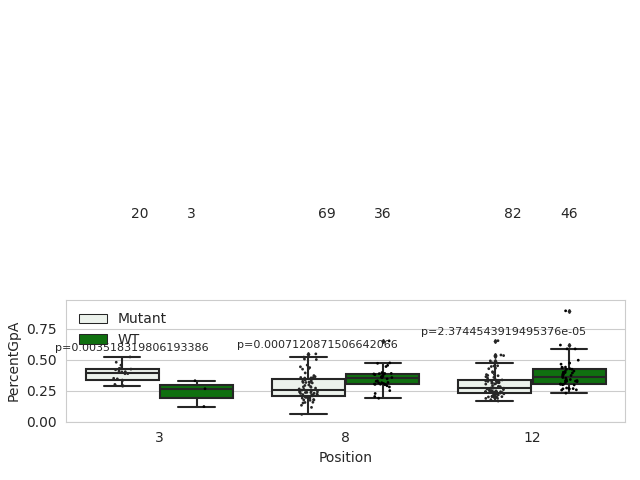 20 3 69 36 82 46
Mutant
WT
p=0.003518319806193386
p=0.0007120871506642066
p=2.3744543919495376e-05
PercentGpA
0.75
0.50
0.25
0.00
3 8 12
Position